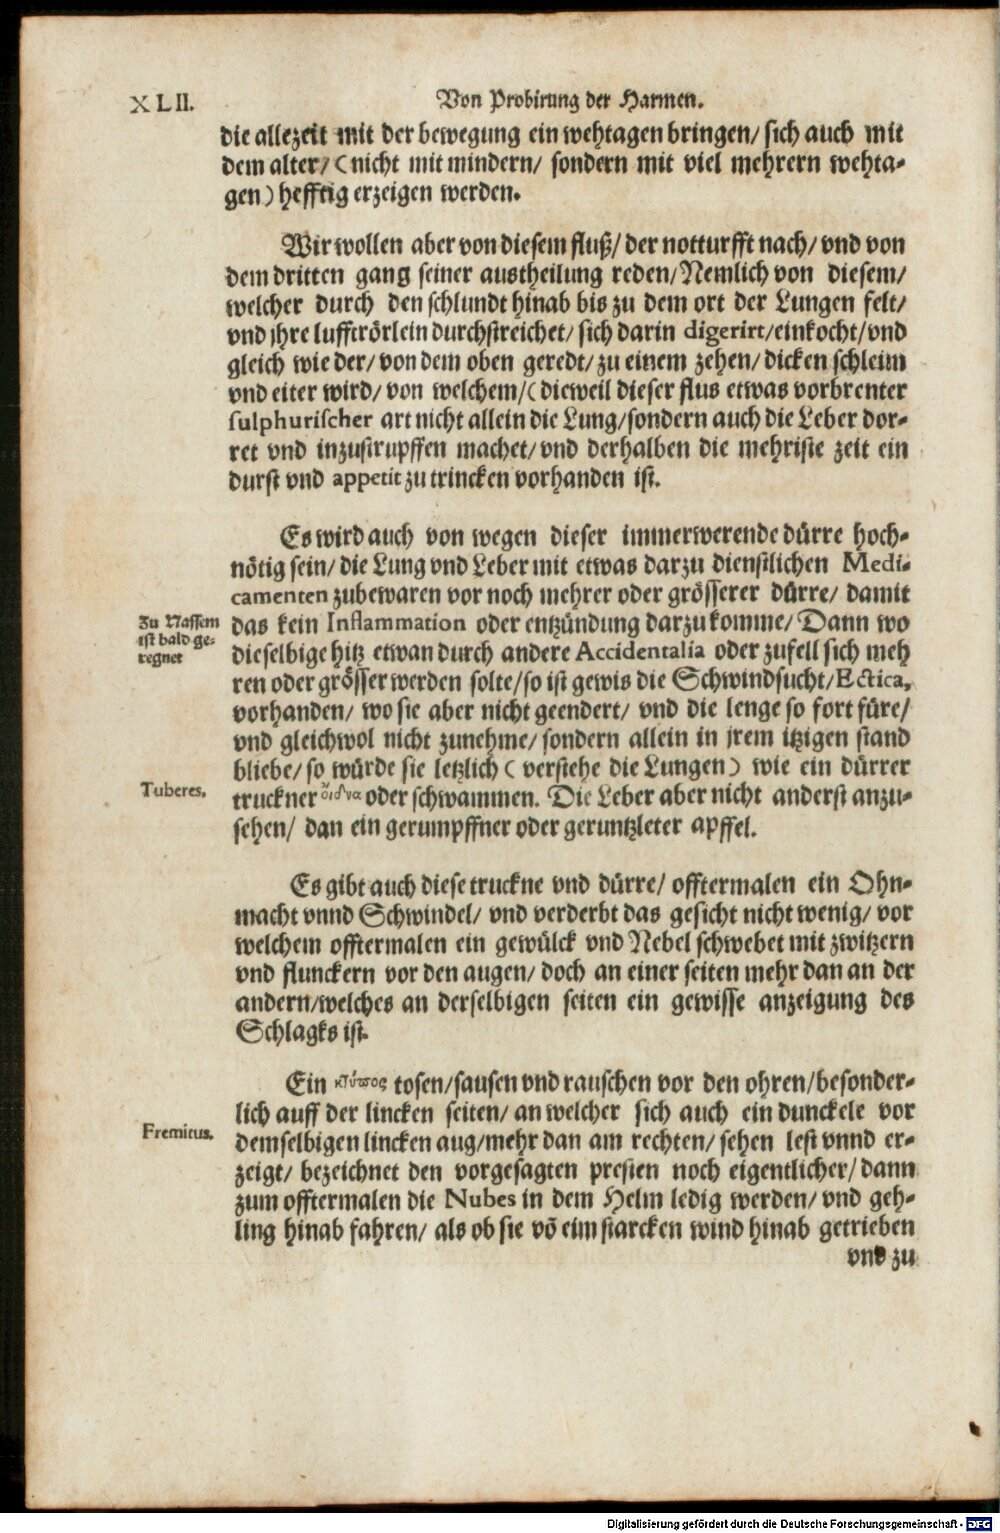 XLII.
Von Probirung der Harmen.
die allezeit mit der bewegung ein wehtagen bringen/ sich auch mit
dem alter/ (nicht mit mindern/ sondern mit viel mehrern wehta-
gen) hefftig erzeigen werden.
Wir wollen aber von diesem fluß/ der notturfft nach/ vnd von
dem dritten gang seiner austheilung reden/ Nemlich von diesem/
welcher durch den schlundt hinab bis zu dem ort der Lungen felt/
vnd jhre lufftrörlein durchstreichet/ sich darin digerirt/ einkocht/ vnd
gleich wie der/ von dem oben geredt/ zu einem zehen/ dicken schleim
vnd eiter wird/ von welchem/ (dieweil dieser flus etwas vorbrenter
sulphurischer art nicht allein die Lung/ sondern auch die Leber dor-
ret vnd inzusirupffen machet/ vnd derhalben die mehriste zeit ein
durst vnd appetit zu trincken vorhanden ist.
Es wird auch von wegen dieser immerwerende dürre hoch-
nötig sein/ die Lung vnd Leber mit etwas darzu dienstlichen Medi-
camenten zubewaren vor noch mehrer oder grösserer dürre/ damit
Zu Nassem
ist bald ge-
regnet
das kein Inflammation oder entzündung darzu komme/ Dann wo
dieselbige hitz etwan durch andere Accidentalia oder zufell sich meh
ren oder grösser werden solte/ so ist gewis die Schwindsucht/ Ectica,
vorhanden/ wo sie aber nicht geendert/ vnd die lenge so fort füre/
vnd gleichwol nicht zunehme/ sondern allein in jrem itzigen stand
bliebe/ so würde sie letzlich (verstehe die Lungen) wie ein dürrer
Tuberes.
truckner oder schwammen. Die Leber aber nicht anderst anzu-
sehen/ dan ein gerumpffner oder geruntzleter apffel.
Es gibt auch diese truckne vnd dürre/ offtermalen ein Ohn-
macht vnnd Schwindel/ vnd verderbt das gesicht nicht wenig/ vor
welchem offtermalen ein gewülck vnd Nebel schwebet mit zwitzern
vnd flunckern vor den augen/ doch an einer seiten mehr dan an der
andern/ welches an derselbigen seiten ein gewisse anzeigung des
Schlagks ist.
Ein κτύπος tosen/ sausen vnd rauschen vor den ohren/ besonder-
lich auff der lincken seiten/ an welcher sich auch ein dunckele vor
Fremitus.
demselbigen lincken aug/ mehr dan am rechten/ sehen lest vnnd er-
zeigt/ bezeichnet den vorgesagten presten noch eigentlicher/ dann
zum offtermalen die Nubes in dem Helm ledig werden/ vnd geh-
ling hinab fahren/ als ob sie võ eim starcken wind hinab getrieben
vnd zu
Digitalisierung gefördert durch die Deutsche Forschungsgemeinschaft - DFG